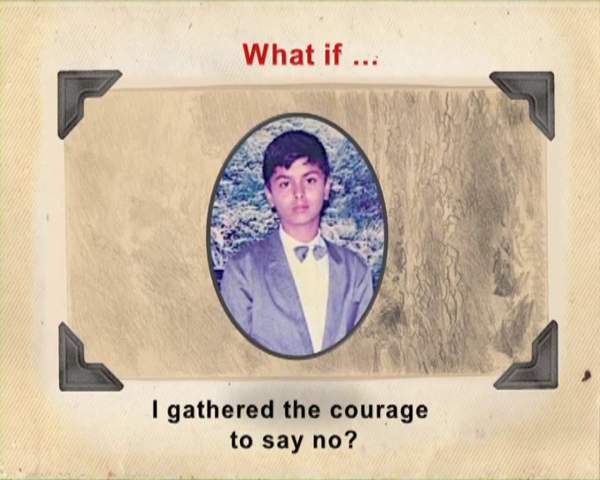 What if ...
I gathered the courage
to say no?